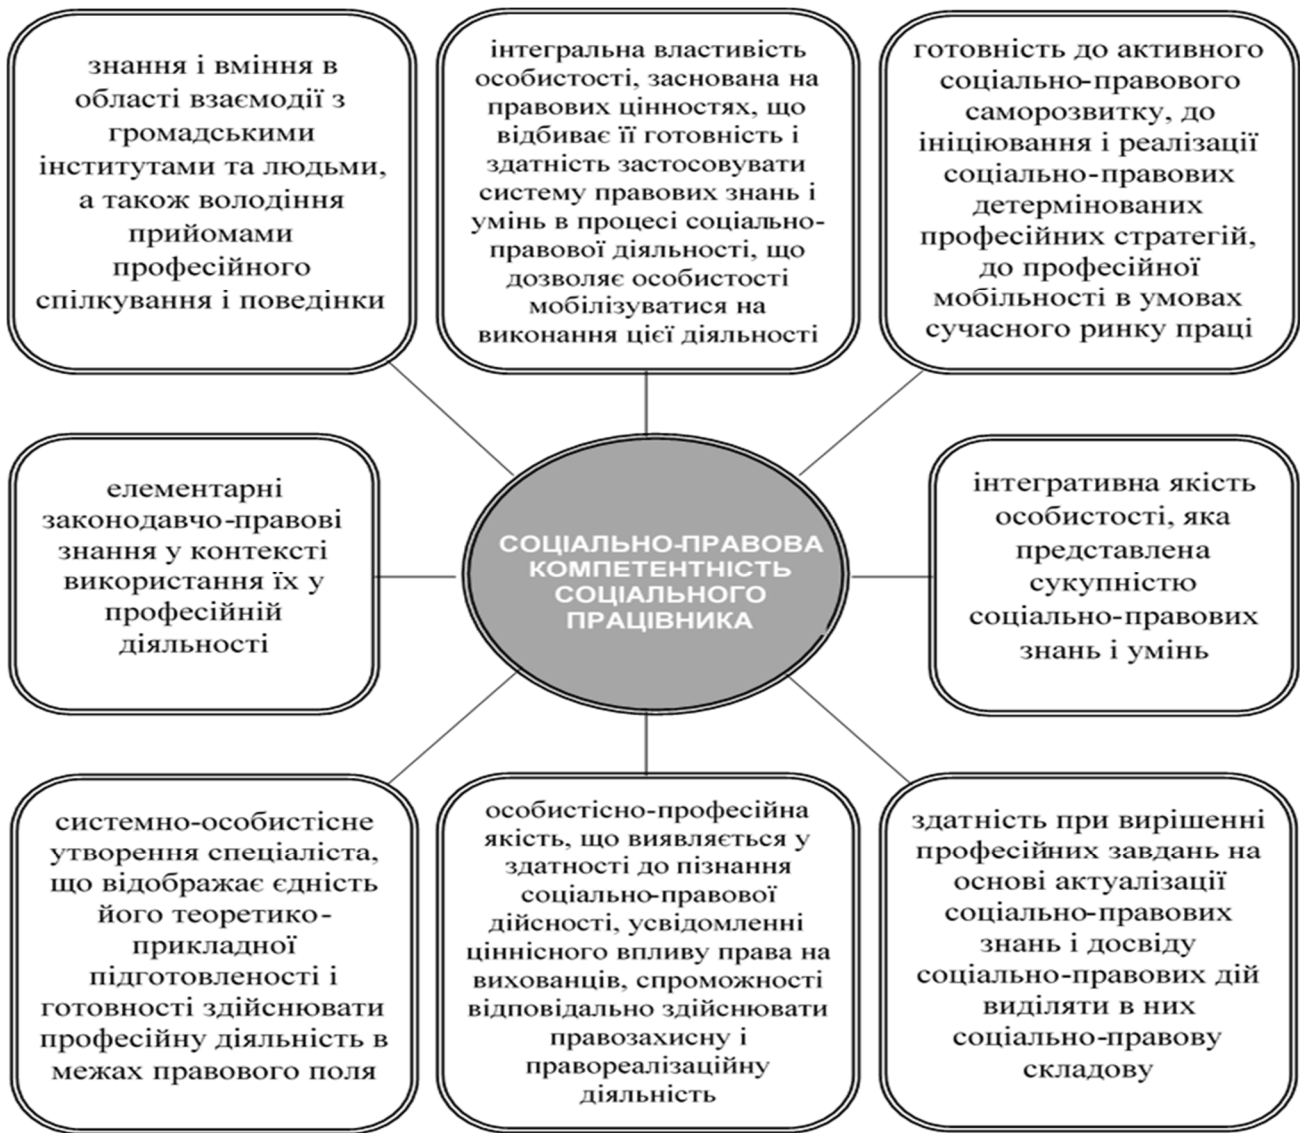 знання і вміння в
області взаємодії з
громадськими
інститутами та людьми,
а також володіння
прийомами
професійного
спілкування і поведінки
інтегральна властивість
особистості, заснована на
правових цінностях, що
відбиває її готовність і
здатність застосовувати
систему правових знань і
умінь в процесі соціально-
правової діяльності, що
дозволяє особистості
мобілізуватися на
виконання цієї діяльності
готовність до активного
соціально-правового
саморозвитку, до
ініціювання і реалізації
соціально-правових
детермінованих
професійних стратегій,
до професійної
мобільності в умовах
сучасного ринку праці
елементарні
законодавчо-правові
знання у контексті
використання їх у
професійній
діяльності
СОЦІАЛЬНО-ПРАВОВА
КОМПЕТЕНТНІСТЬ
СОЦІАЛЬНОГО
ПРАЦІВНИКА
інтегративна якість
особистості, яка
представлена
сукупністю
соціально-правових
знань і умінь
системно-особистісне
утворення спеціаліста,
що відображає єдність
його теоретико-
прикладної
підготовленості і
готовності здійснювати
професійну діяльність в
межах правового поля
особистісно-професійна
якість, що виявляється у
здатності до пізнання
соціально-правової
дійсності, усвідомленні
ціннісного впливу права на
вихованців, спроможності
відповідально здійснювати
правозахисну і
правореалізаційну
діяльність
здатність при вирішенні
професійних завдань на
основі актуалізації
соціально-правових
знань і досвіду
соціально-правових дій
виділяти в них
соціально-правову
складову